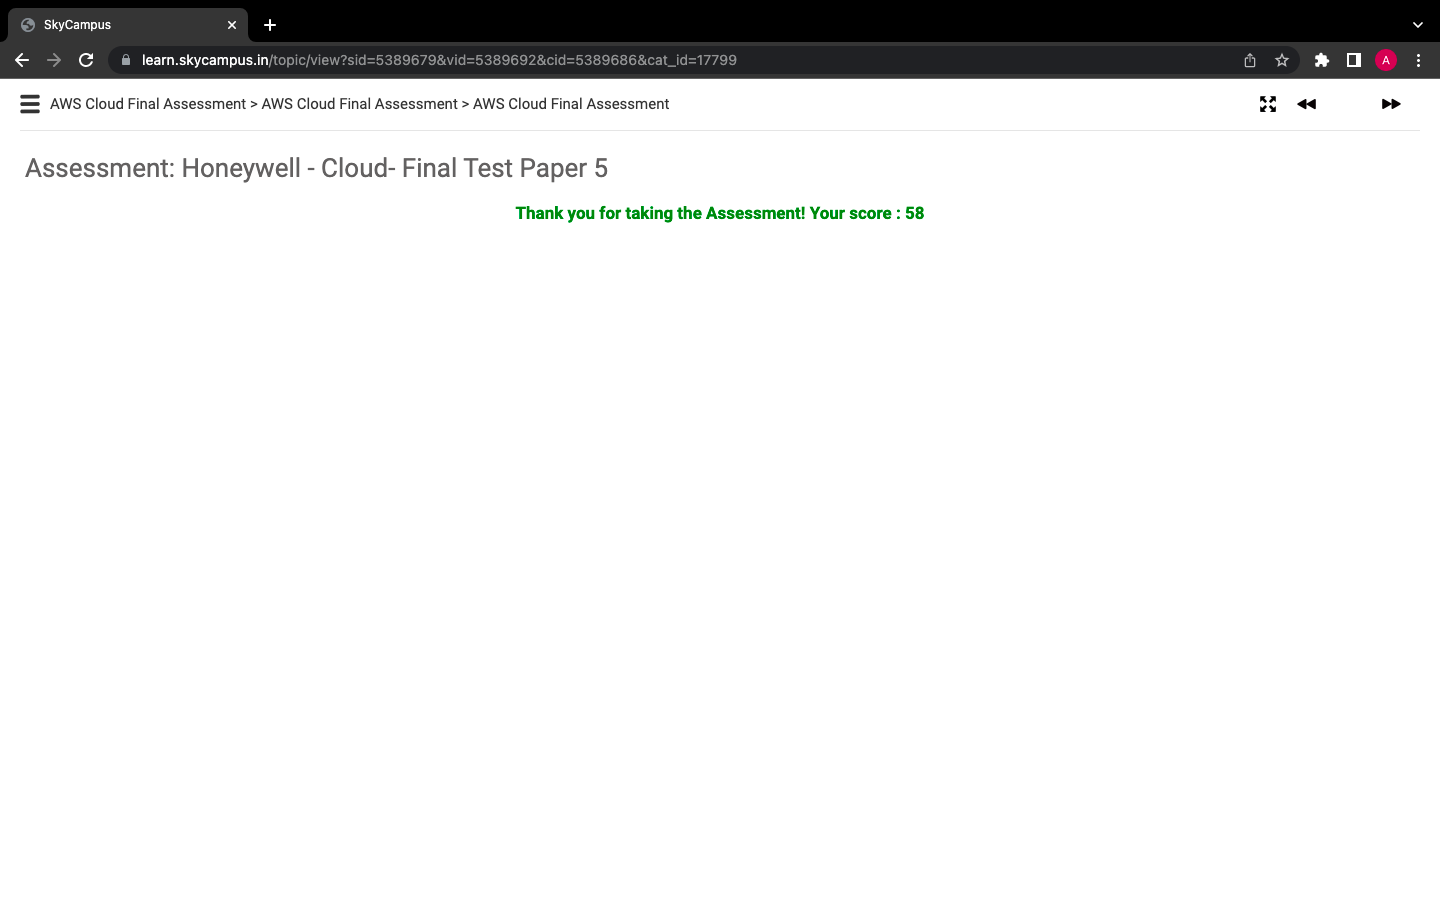 SkyCampus
learn.skycampus.in/topic/view?sid=5389679&vid=5389692&cid=5389686&cat_id=17799
A
AWS Cloud Final Assessment > AWS Cloud Final Assessment > AWS Cloud Final Assessment
Assessment: Honeywell - Cloud- Final Test Paper 5
Thank you for taking the Assessment! Your score : 58